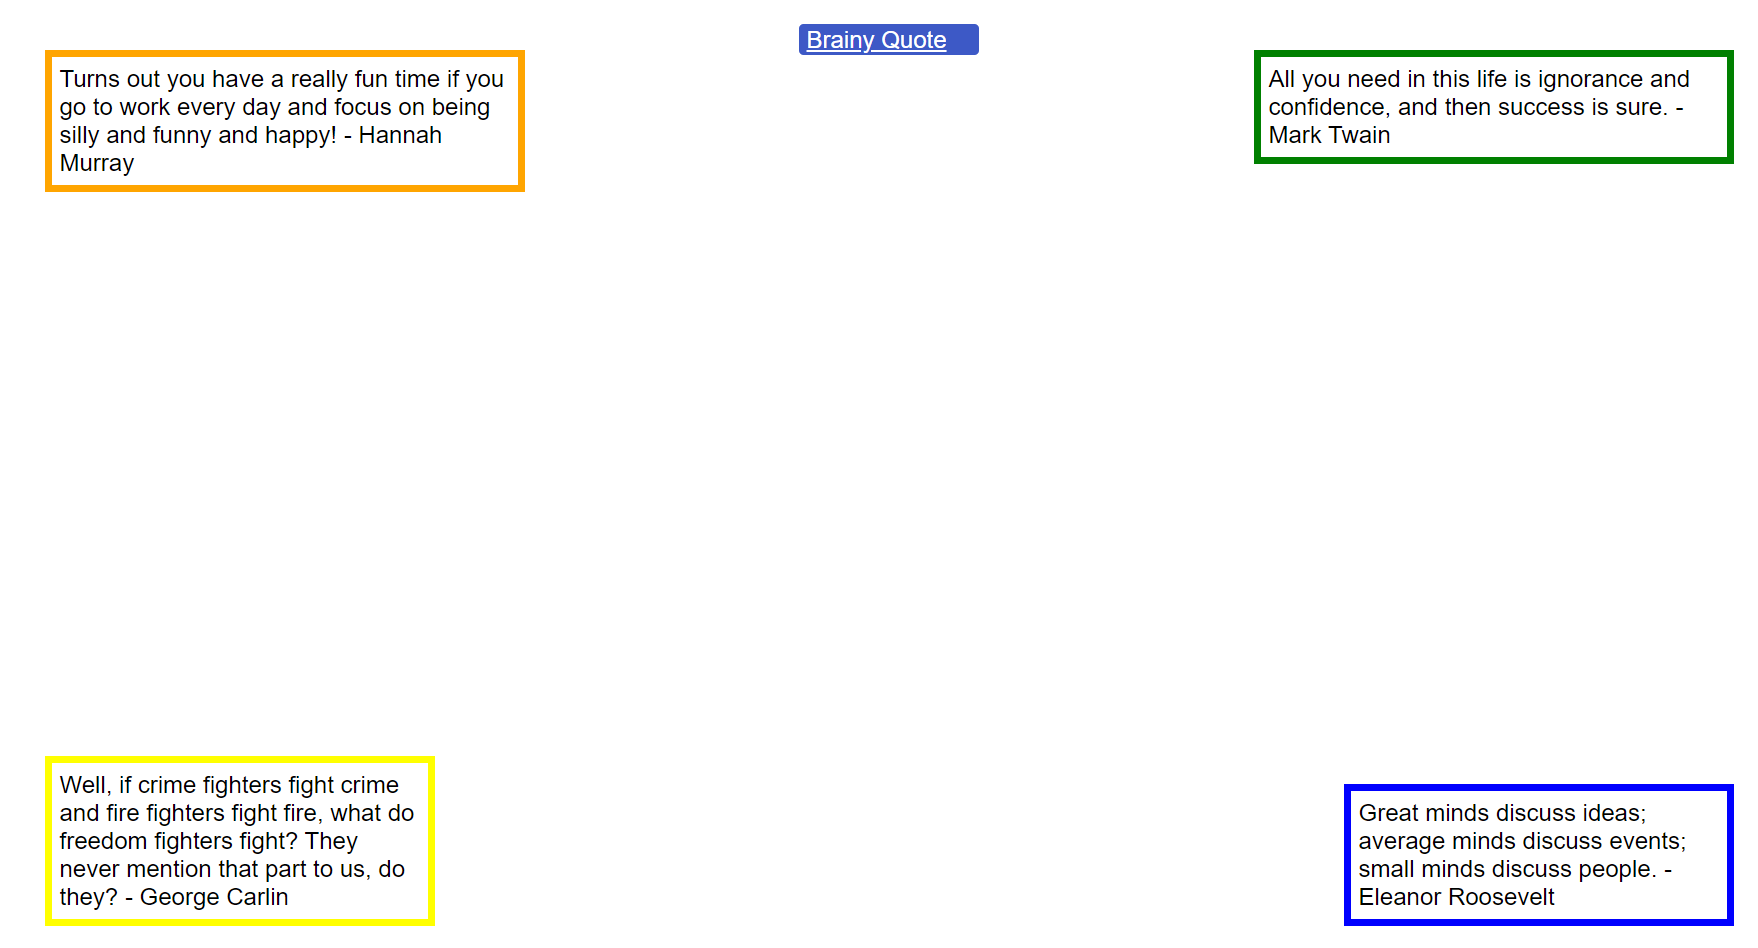 Brainy Quote
Turns out you have a really fun time if you
go to work every day and focus on being
silly and funny and happy! - Hannah
Murray
All you need in this life is ignorance and
confidence, and then success is sure. -
Mark Twain
Well, if crime fighters fight crime
and fire fighters fight fire, what do
freedom fighters fight? They
never mention that part to us, do
they? - George Carlin
Great minds discuss ideas;
average minds discuss events;
small minds discuss people. -
Eleanor Roosevelt